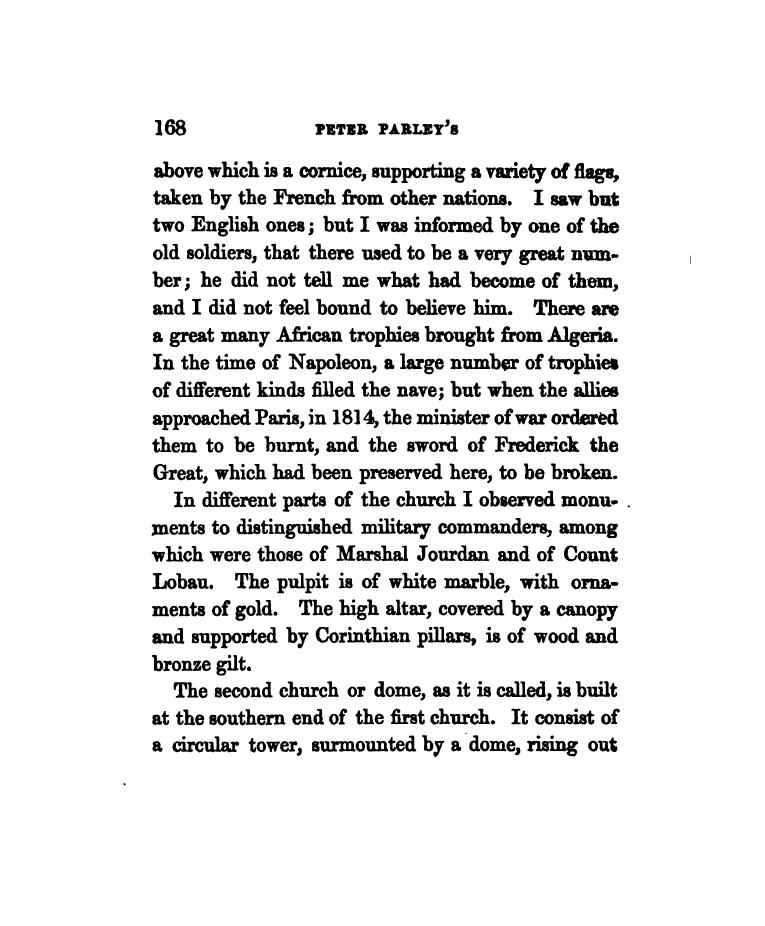 168 PETER PARLEY'S
above which is a cornice, supporting a variety of flags,
taken by the French from other nations. I saw but
two English ones; but I was informed by one of the
old soldiers, that there used to be a very great num-
ber; he did not tell me what had become of them,
and I did not feel bound to believe him. There are
a great many African trophies brought from Algeria.
In the time of Napoleon, a large number of trophies
of different kinds filled the nave; but when the allies
approached Paris, in 1814, the minister of war ordered
them to be burnt, and the sword of Frederick the
Great, which had been preserved here, to be broken.
In different parts of the church I observed monu-
ments to distinguished military commanders, among
which were those of Marshal Jourdan and of Count
Lobau. The pulpit is of white marble, with orna-
ments of gold. The high altar, covered by a canopy
and supported by Corinthian pillars, is of wood and
bronze gilt.
The second church or dome, as it is called, is built
at the southern end of the first church. It consist of
a circular tower, surmounted by a dome, rising out